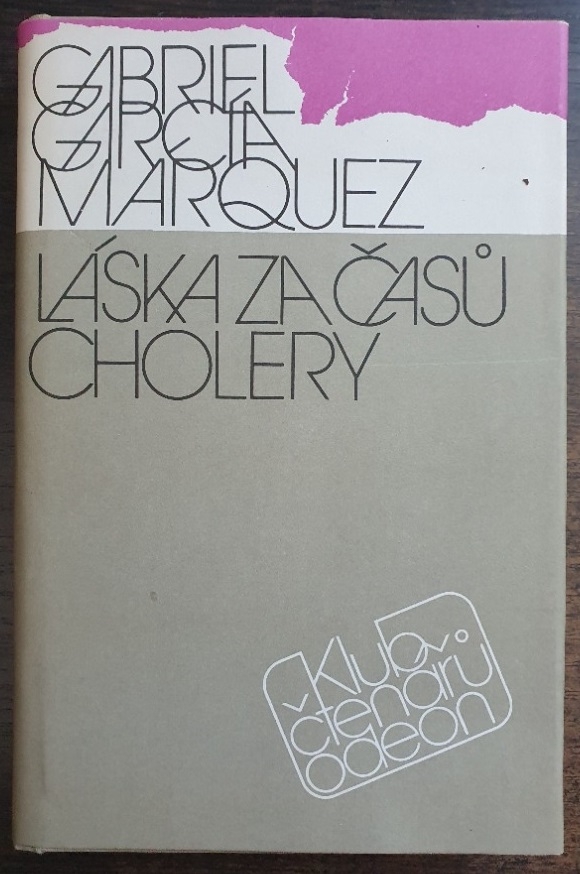 GABRIEL
GARCÍA
MARQUEZ
LÁSKA ZA ČASŮ
CHOLERY
Klub
čtenářů
odeon